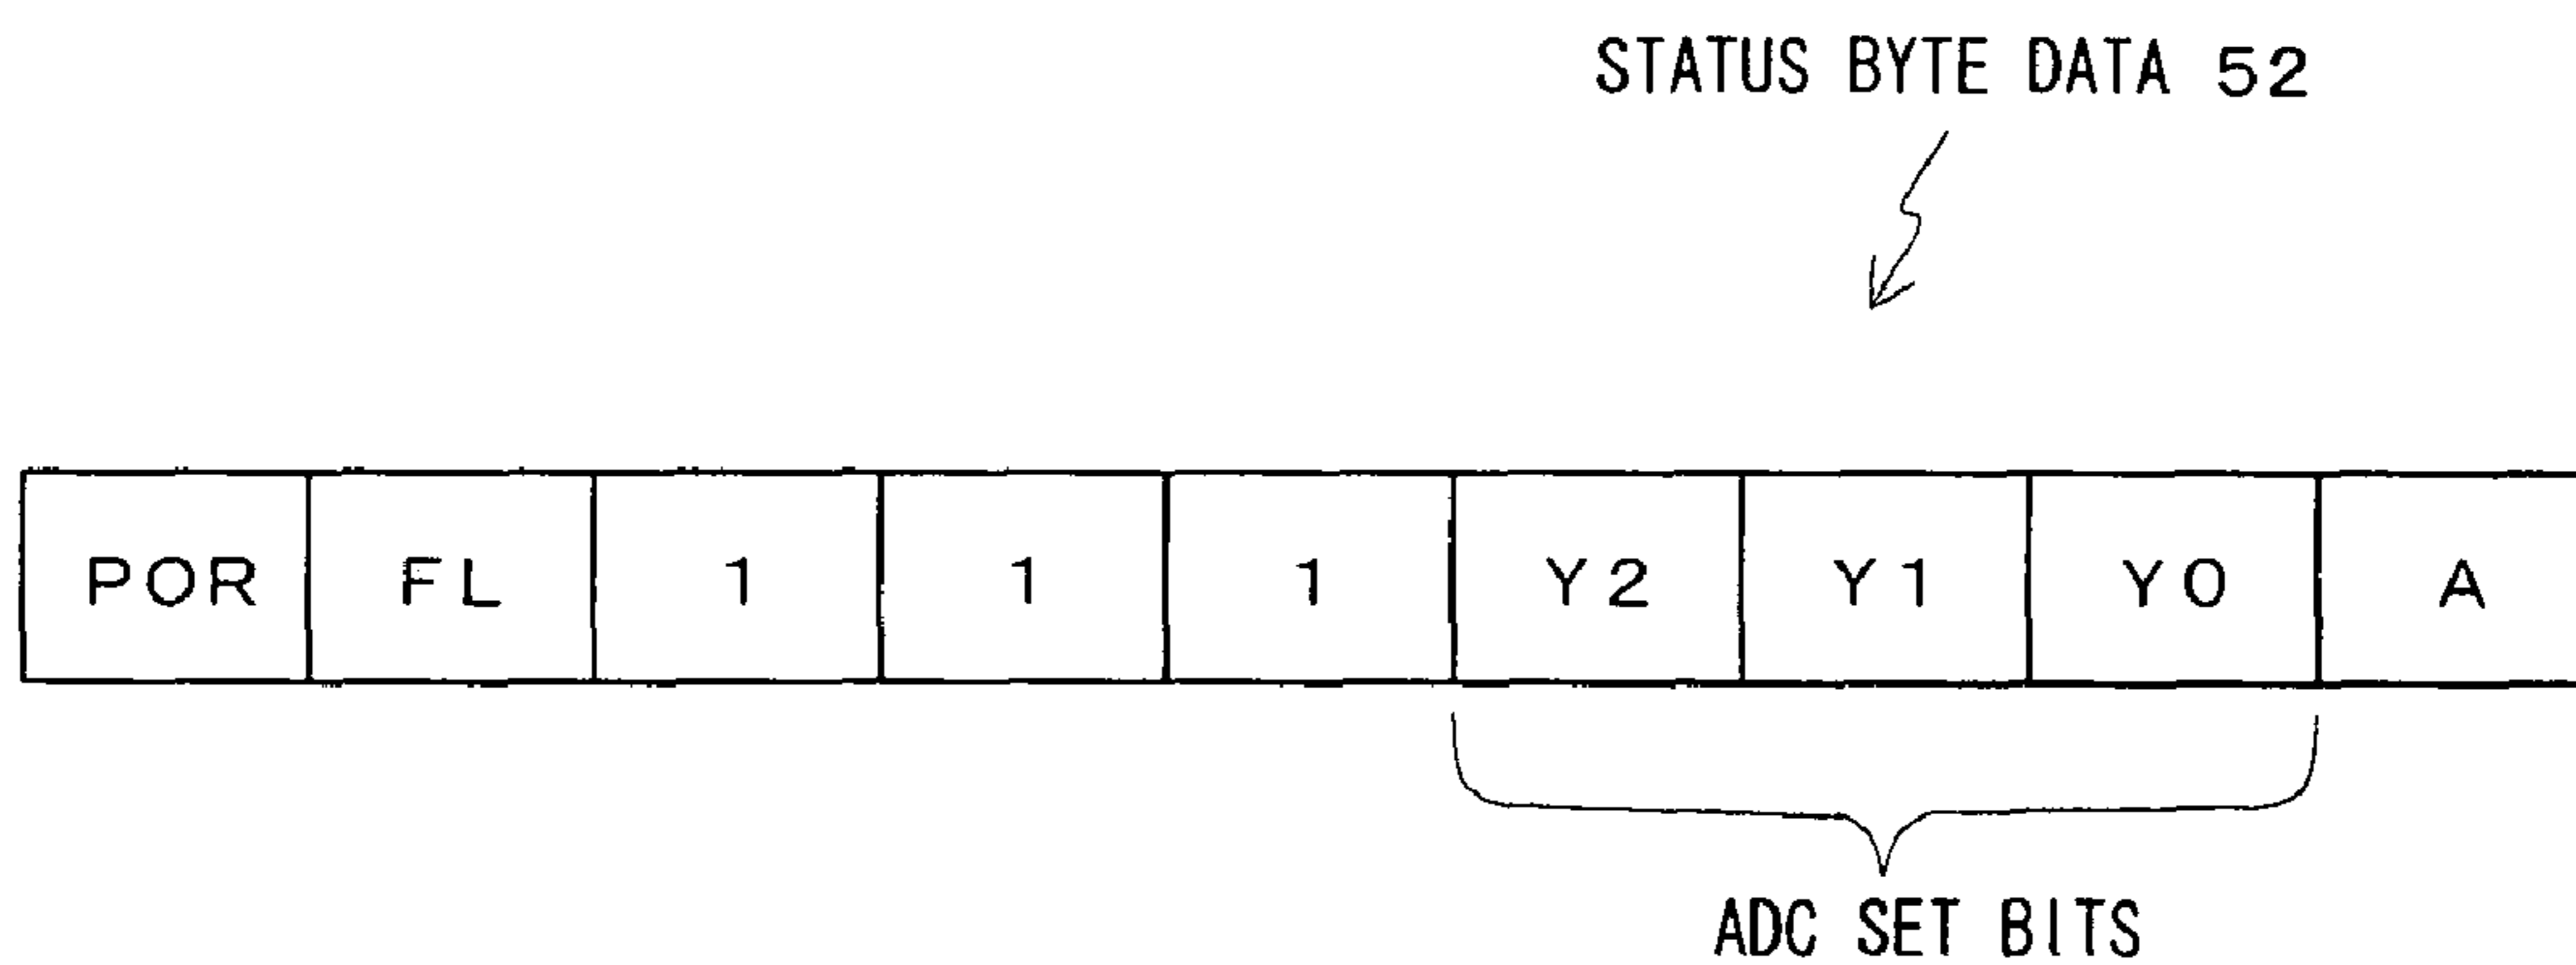 STATUS BYTE DATA 52
POR FL 1 1 1 Y2 Y1 Y0 A
ADC SET BITS